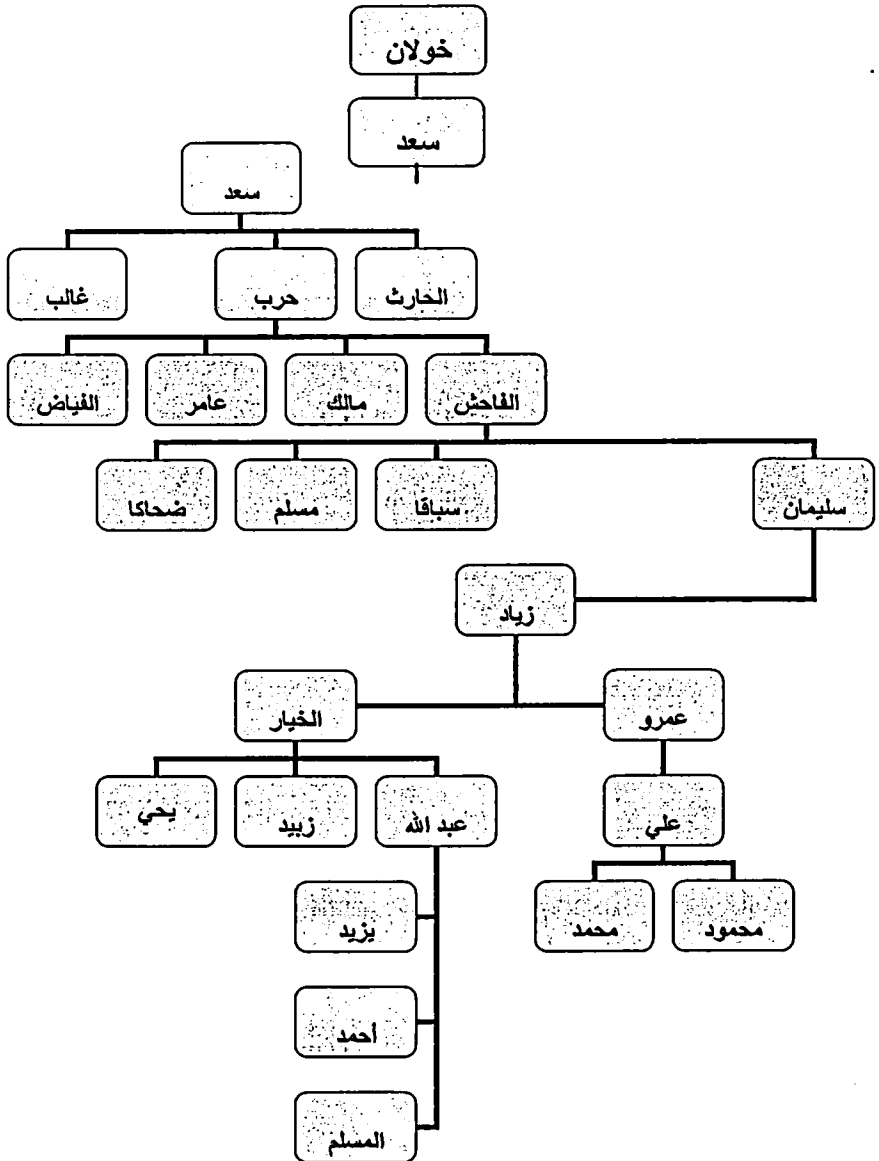 خولان
سعد
سعد
الحارث
حرب
غالب
الفاحش
مالك
عامر
الفياض
سليمان
سباقا
مسلم
ضحاكا
زياد
عمرو
الخيار
علي
عبد الله
زبيد
يحي
محمود
محمد
يزيد
أحمد
المسلم